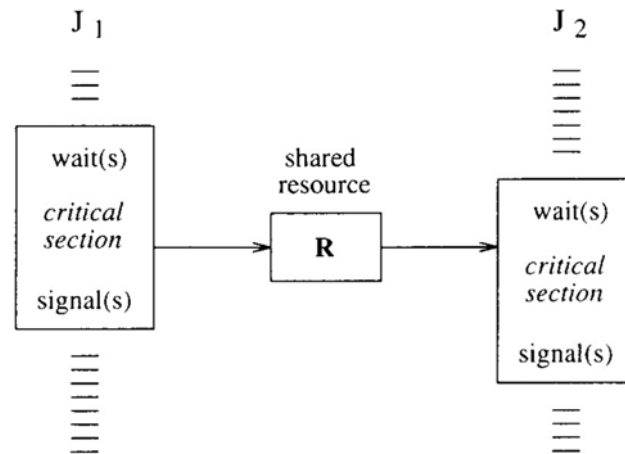 J 1
J 2
wait(s)
critical
section
signal(s)
shared
resource
R
wait(s)
critical
section
signal(s)